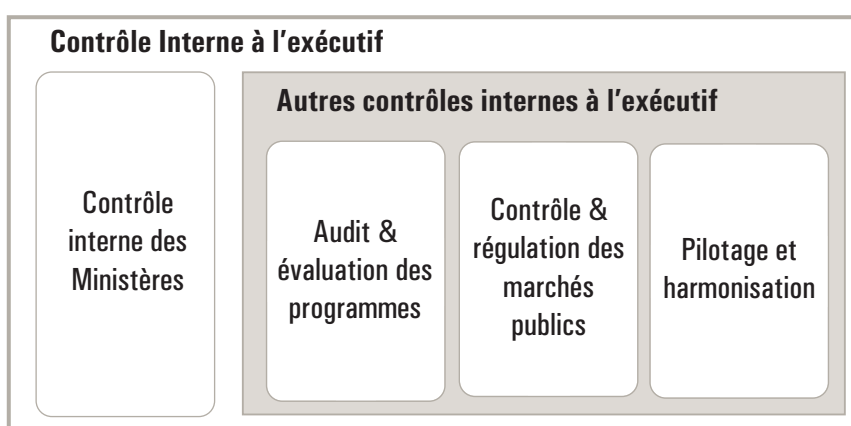 Contrôle Interne à l'exécutif
Autres contrôles internes à l'exécutif
Contrôle
interne des
Ministères
Audit &
évaluation des
programmes
Contrôle &
régulation des
marchés
publics
Pilotage et
harmonisation